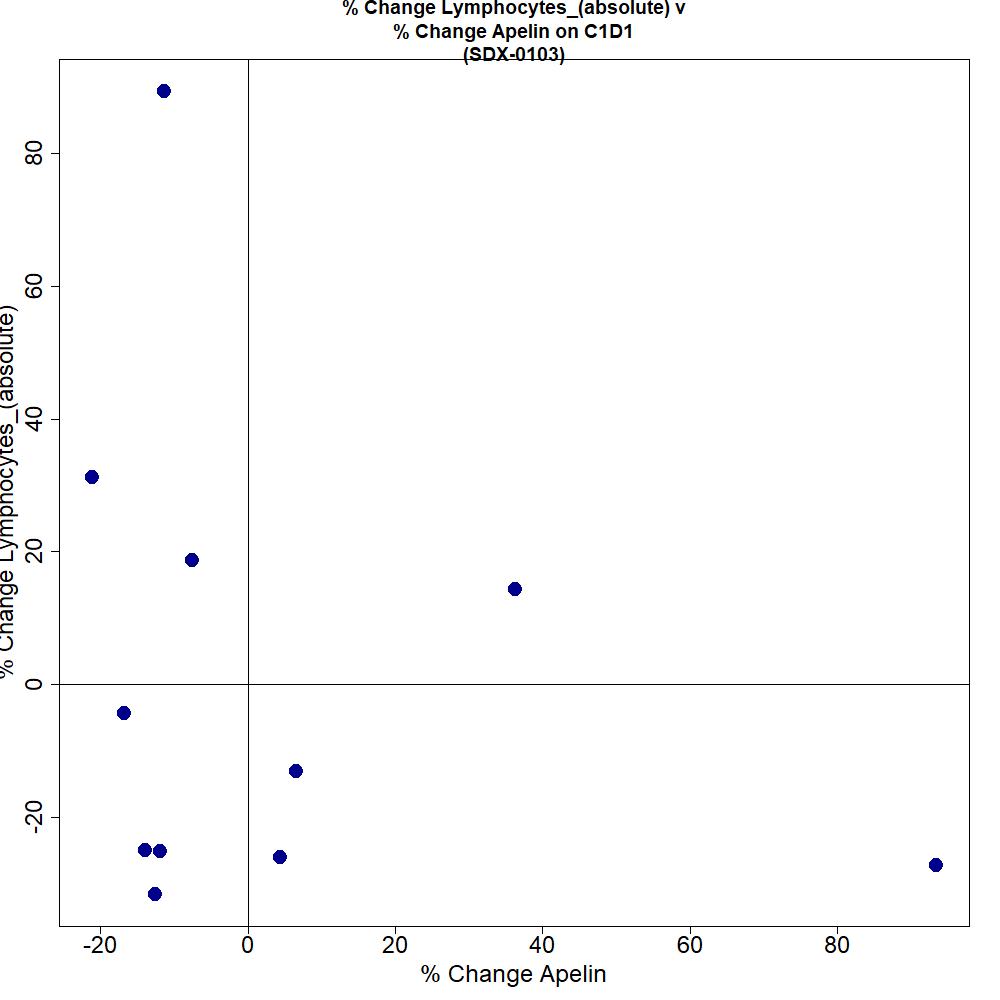 % Change Lymphocytes_(absolute) v
% Change Apelin on C1D1
(SDX-0103)
% Change Lymphocytes_(absolute)
80
60
40
20
0
-20
-20 0 20 40 60 80
% Change Apelin